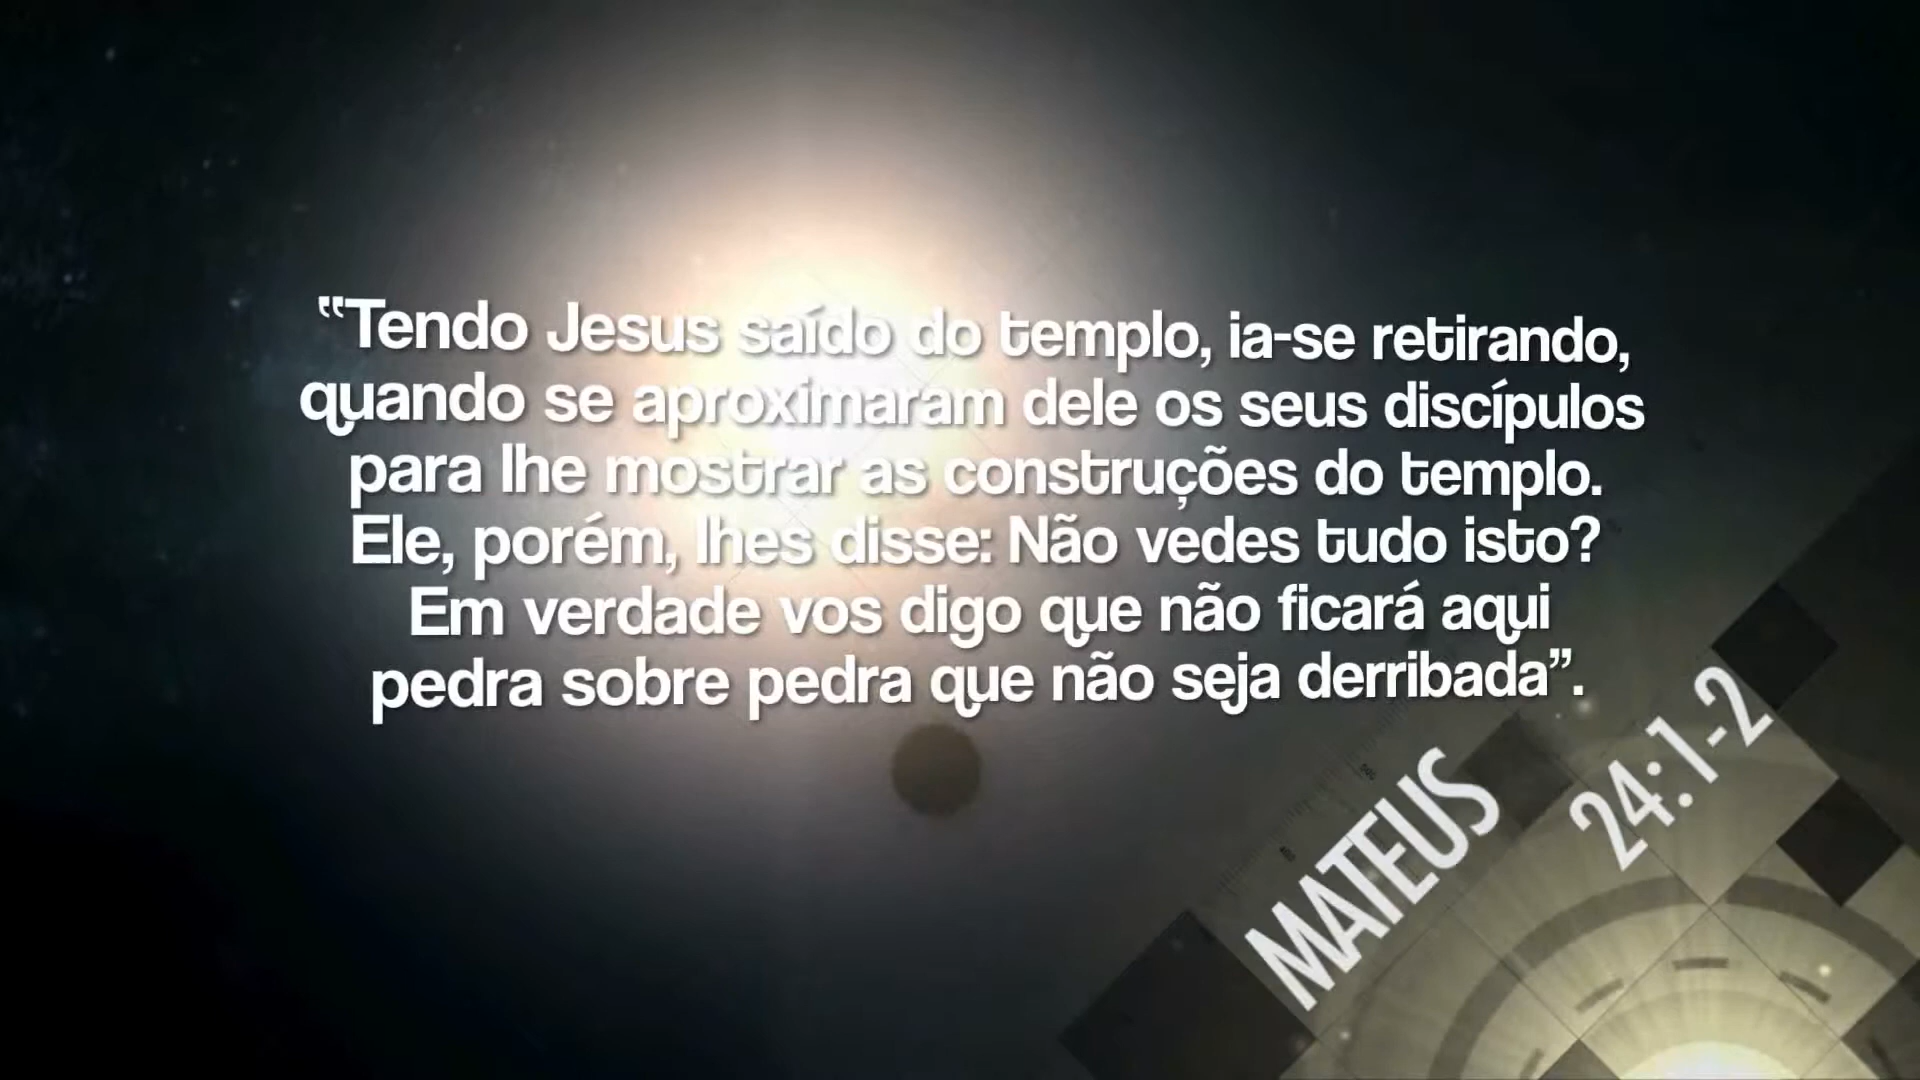 “Tendo Jesus saído do templo, ia-se retirando,
quando se aproximaram dele os seus discípulos
para lhe mostrar as construções do templo.
Ele, porém, lhes disse: Não vedes tudo isto?
Em verdade vos digo que não ficará aqui
pedra sobre pedra que não seja derribada”.
MATEUS
24:1-2